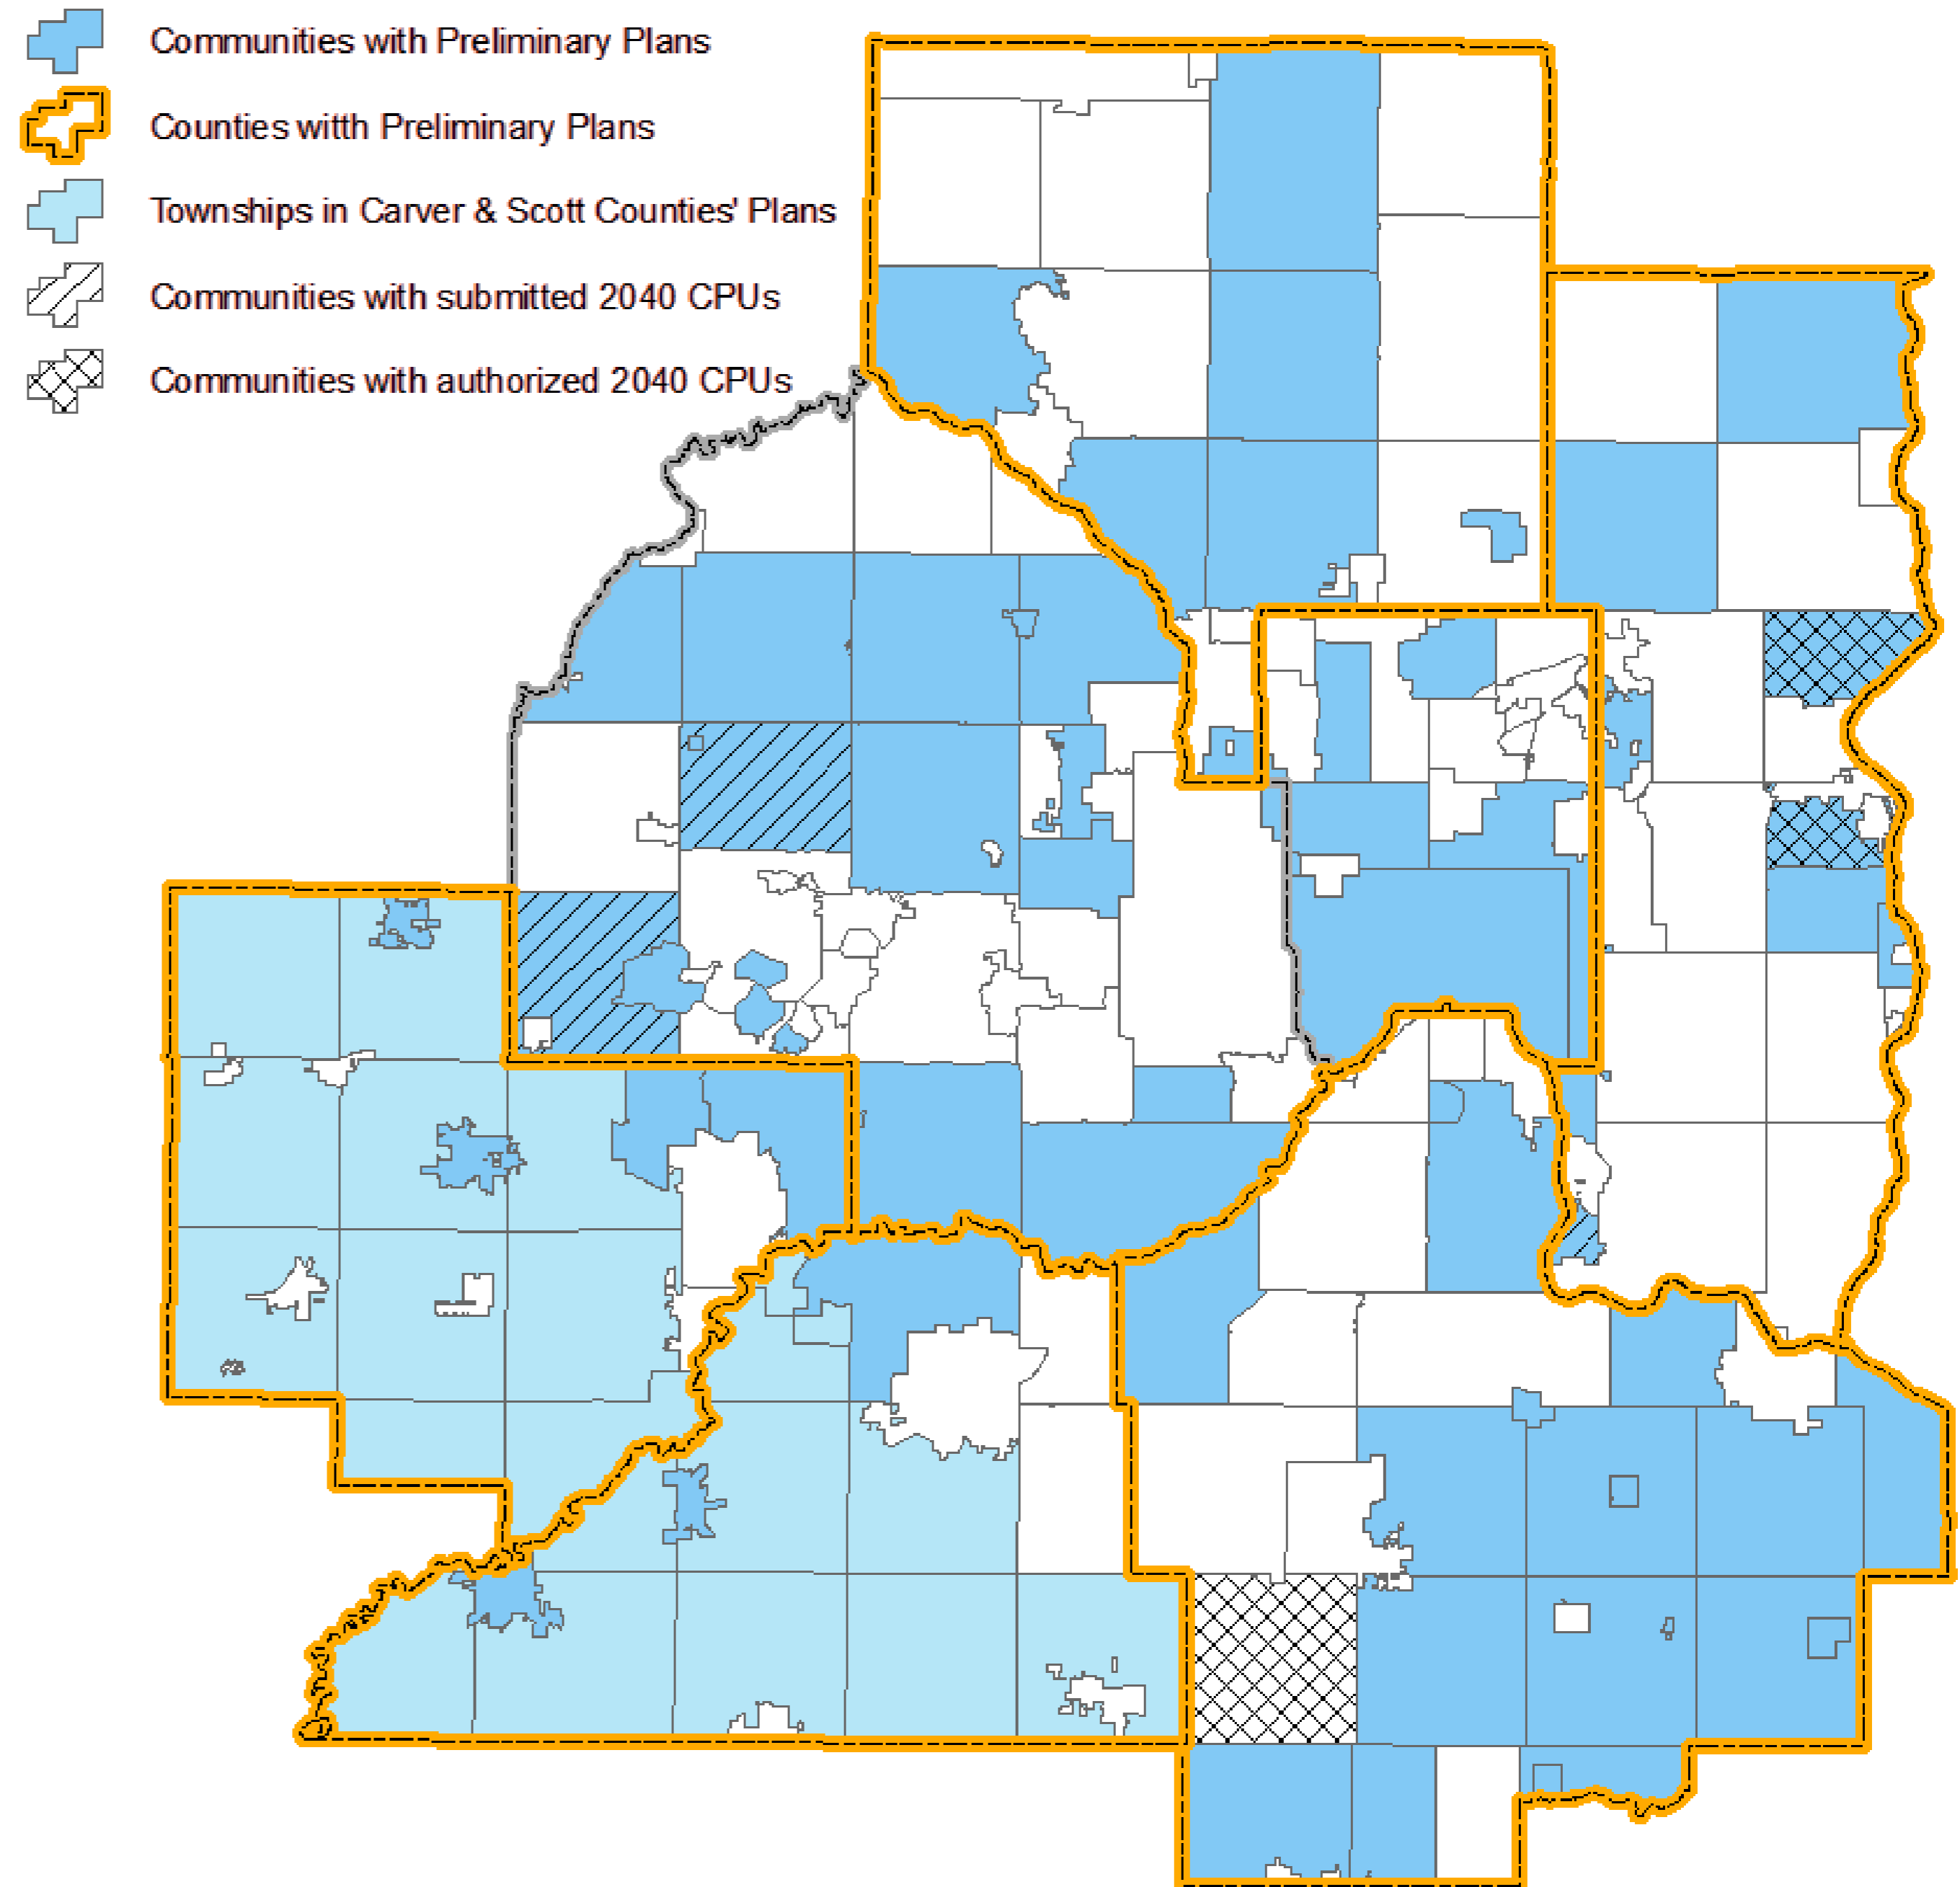 Communities with Preliminary Plans
Counties witth Preliminary Plans
Townships in Carver & Scott Counties' Plans
Communities with submitted 2040 CPUs
Communities with authorized 2040 CPUs